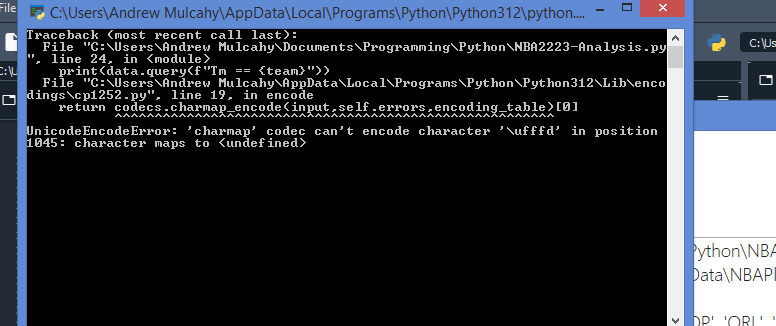 File
C:\Users\Andrew Mulcahy\AppData\Local\Programs\Python\Python312\python....
Traceback (most recent call last):
File "C:\Users\Andrew Mulcahy\Documents\Programming\Python\NBA2223-Analysis.py
", line 24, in <module>
print(data.query(f"Tm == {team}"))
File "C:\Users\Andrew Mulcahy\AppData\Local\Programs\Python\Python312\Lib\enco
dings\cp1252.py", line 19, in encode
return codecs.charmap_encode(input,self.errors,encoding_table)[0]
^^^^^^^^^^^^^^^^^^^^^^^^^^^^^^^^^^^^^^^^^^^^^^^^^^^^^^
UnicodeEncodeError: 'charmap' codec can't encode character '\ufffd' in position
1045: character maps to <undefined>
C:\U
C:\Us
Python\NBA
Data\NBAPl
OP', 'ORL',